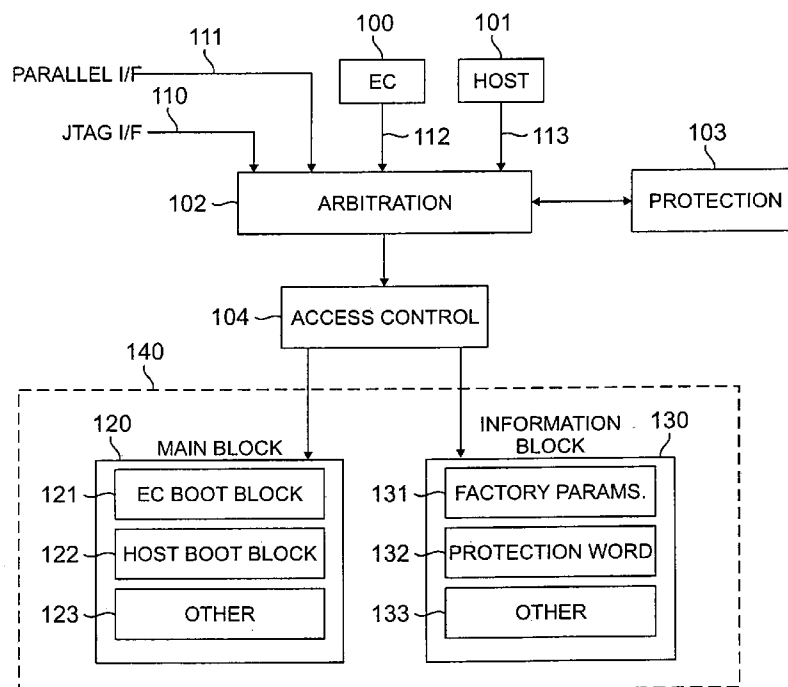 100
101
111
PARALLEL I/F
EC
HOST
110
JTAG I/F
112
113
103
102
ARBITRATION
PROTECTION
104
ACCESS CONTROL
140
120
MAIN BLOCK
INFORMATION
BLOCK
130
121
EC BOOT BLOCK
131
FACTORY PARAMS.
122
HOST BOOT BLOCK
132
PROTECTION WORD
123
OTHER
133
OTHER